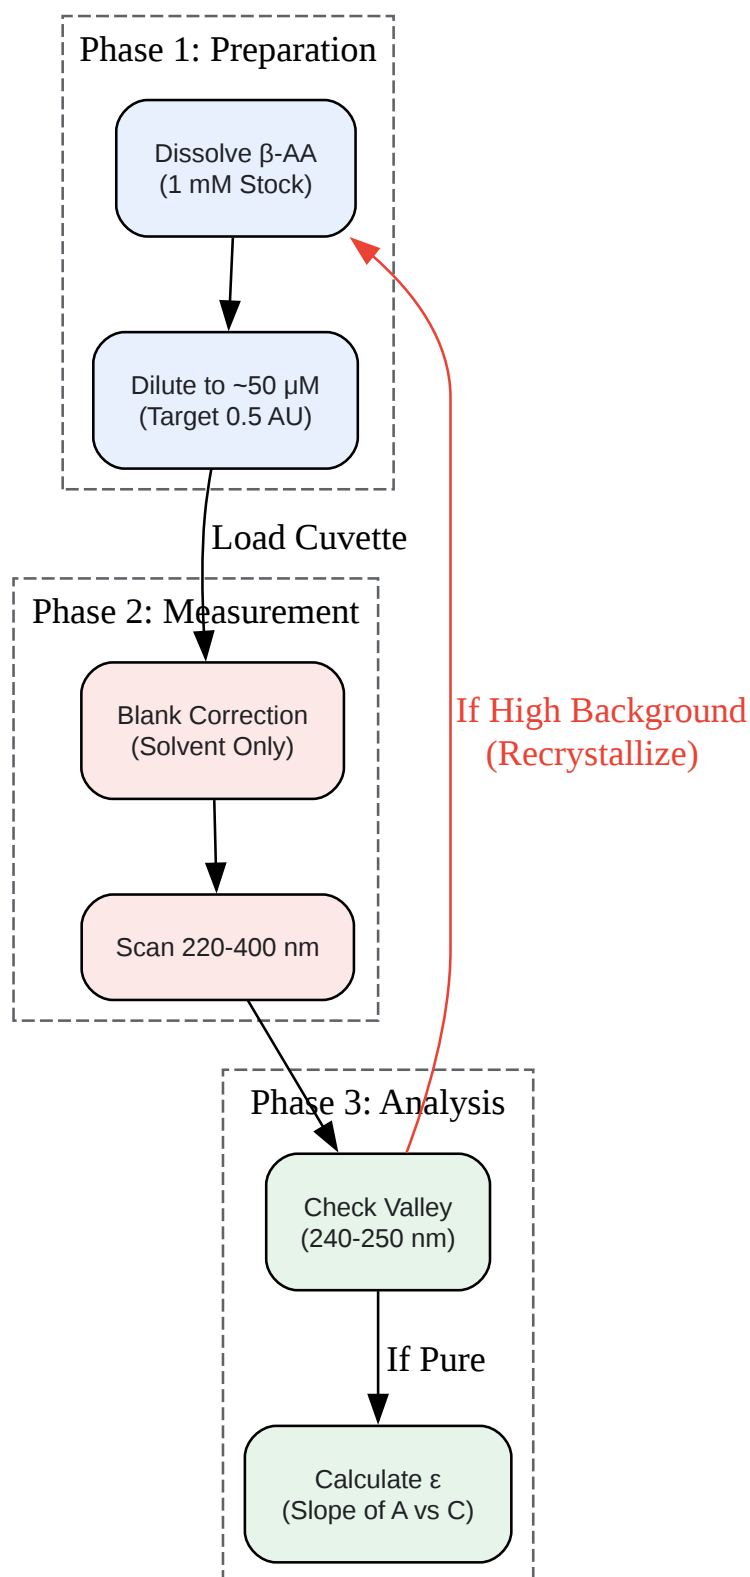 Phase 1: Preparation
Dissolve β-AA
(1 mM Stock)
Dilute to ~50 μM
(Target 0.5 AU)
Load Cuvette
Phase 2: Measurement
Blank Correction
(Solvent Only)
If High Background
(Recrystallize)
Scan 220-400 nm
Phase 3: Analysis
Check Valley
(240-250 nm)
If Pure
Calculate ε
(Slope of A vs C)